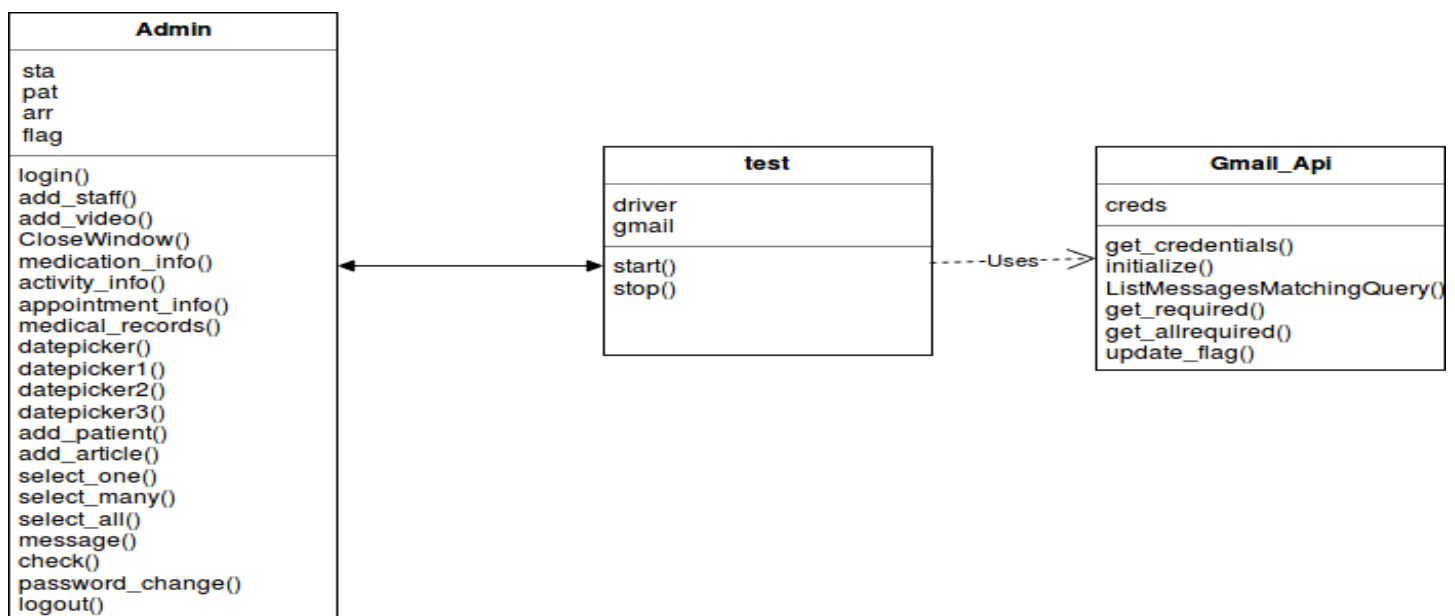 Admin
sta
pat
arr
flag
login()
add_staff()
add_video()
CloseWindow()
medication_info()
activity_info()
appointment_info()
medical_records()
datepicker()
datepicker1()
datepicker2()
datepicker3()
add_patient()
add_article()
select_one()
select_many()
select_all()
message()
check()
password_change()
logout()
test
driver
gmail
start()
stop()
Uses
Gmail_Api
creds
get_credentials()
initialize()
ListMessagesMatchingQuery()
get_required()
get_allrequired()
update_flag()